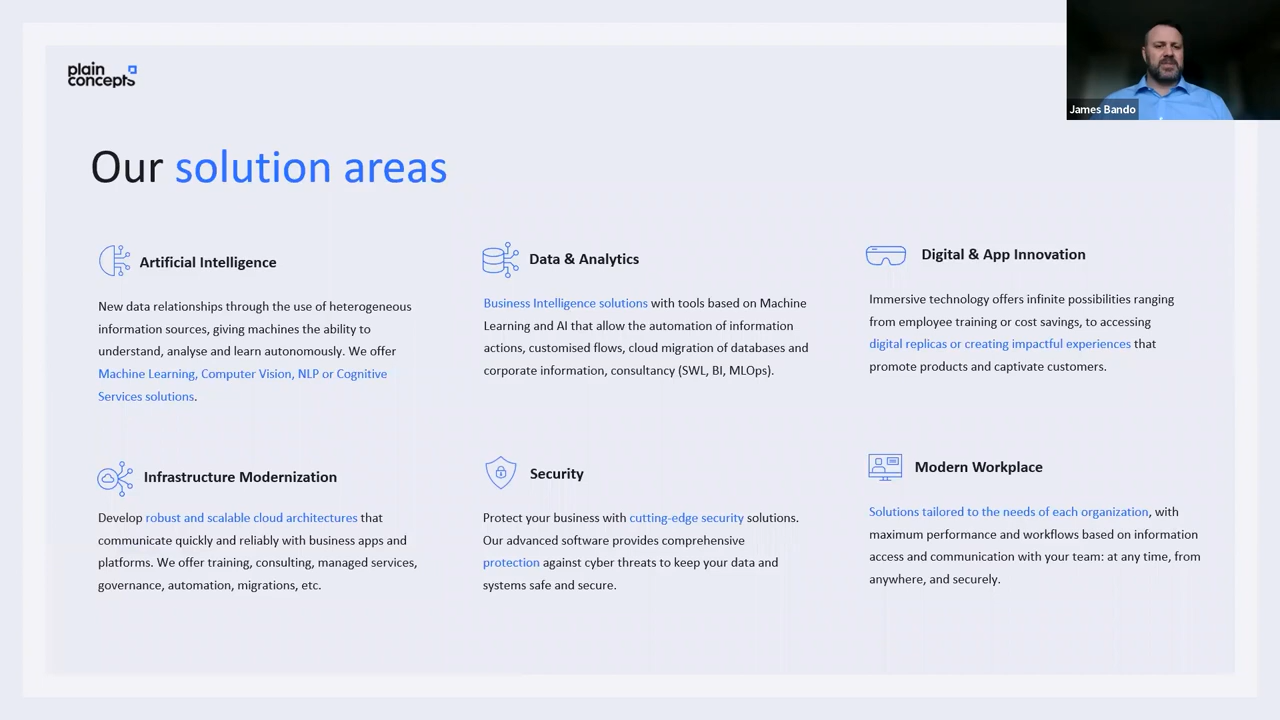 plain
concepts
James Bando
Our solution areas
Artificial Intelligence
New data relationships through the use of heterogeneous
information sources, giving machines the ability to
understand, analyse and learn autonomously. We offer
Machine Learning, Computer Vision, NLP or Cognitive
Services solutions.
Data & Analytics
Business Intelligence solutions with tools based on Machine
Learning and AI that allow the automation of information
actions, customised flows, cloud migration of databases and
corporate information, consultancy (SWL, BI, MLOps).
Digital & App Innovation
Immersive technology offers infinite possibilities ranging
from employee training or cost savings, to accessing
digital replicas or creating impactful experiences that
promote products and captivate customers.
Infrastructure Modernization
Develop robust and scalable cloud architectures that
communicate quickly and reliably with business apps and
platforms. We offer training, consulting, managed services,
governance, automation, migrations, etc.
Security
Protect your business with cutting-edge security solutions.
Our advanced software provides comprehensive
protection against cyber threats to keep your data and
systems safe and secure.
Modern Workplace
Solutions tailored to the needs of each organization, with
maximum performance and workflows based on information
access and communication with your team: at any time, from
anywhere, and securely.